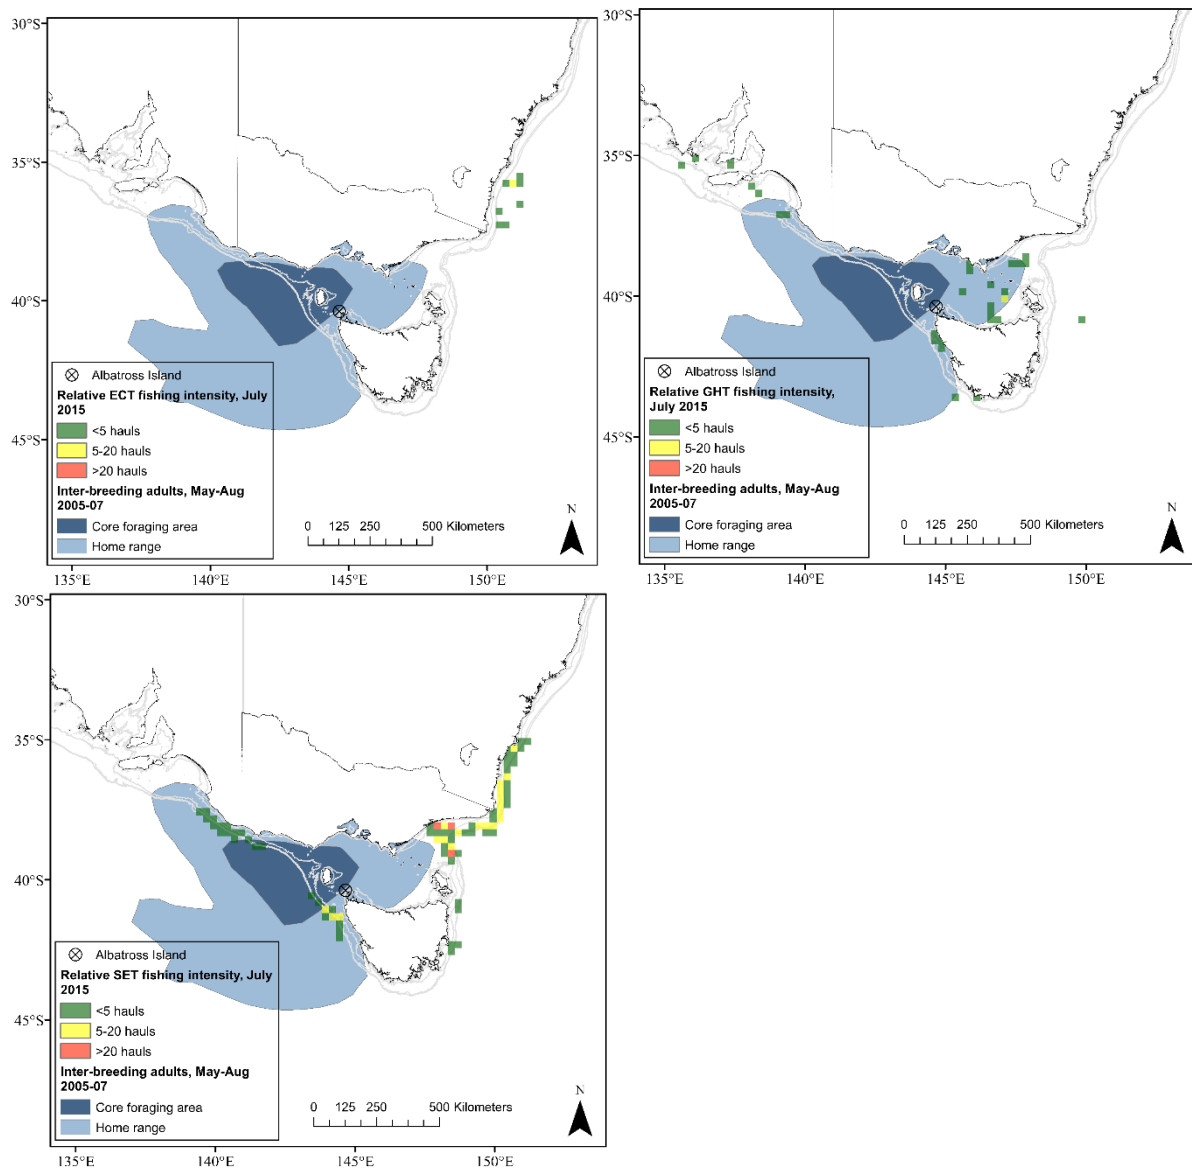 30°S
35°S
40°S
45°S
Albatross Island
Relative ECT fishing intensity, July
2015
<5 hauls
5-20 hauls
>20 hauls
Inter-breeding adults, May-Aug
2005-07
Core foraging area
Home range
0 125 250 500 Kilometers
N
135°E 140°E 145°E 150°E
30°S
35°S
40°S
45°S
Albatross Island
Relative GHT fishing intensity,
July 2015
<5 hauls
5-20 hauls
>20 hauls
Inter-breeding adults, May-Aug
2005-07
Core foraging area
Home range
0 125 250 500 Kilometers
N
135°E 140°E 145°E 150°E
30°S
35°S
40°S
45°S
Albatross Island
Relative SET fishing intensity, July
2015
<5 hauls
5-20 hauls
>20 hauls
Inter-breeding adults, May-Aug
2005-07
Core foraging area
Home range
0 125 250 500 Kilometers
N
135°E 140°E 145°E 150°E